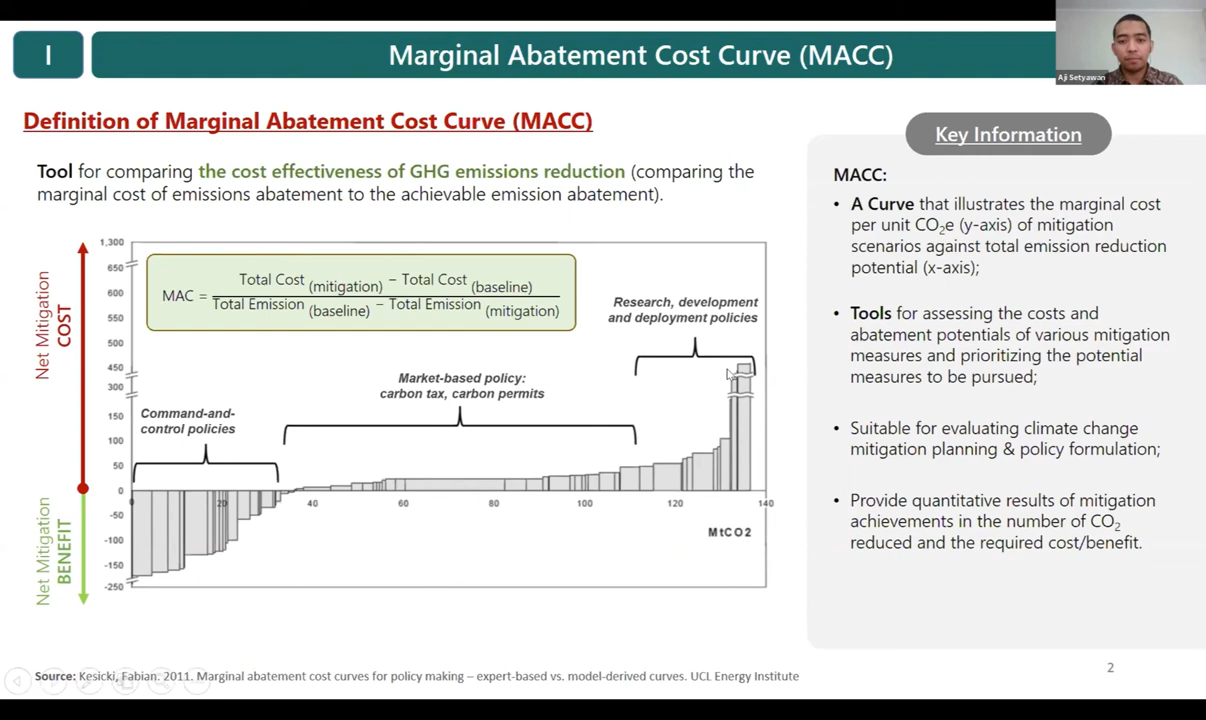 I
Marginal Abatement Cost Curve (MACC)
Aji Setyawan
Definition of Marginal Abatement Cost Curve (MACC)
Tool for comparing the cost effectiveness of GHG emissions reduction (comparing the
marginal cost of emissions abatement to the achievable emission abatement).
Net Mitigation
COST
Net Mitigation
BENEFIT
1,300
650
600
550
500
450
300
150
100
50
0
-50
-100
-150
-250
MAC = Total Cost (mitigation) − Total Cost (baseline)
Total Emission (baseline) − Total Emission (mitigation)
Research, development
and deployment policies
Market-based policy:
carbon tax, carbon permits
Command-and-
control policies
0 20 40 60 80 100 120 140
MtCO2
Key Information
MACC:
• A Curve that illustrates the marginal cost
per unit CO₂e (y-axis) of mitigation
scenarios against total emission reduction
potential (x-axis);
• Tools for assessing the costs and
abatement potentials of various mitigation
measures and prioritizing the potential
measures to be pursued;
• Suitable for evaluating climate change
mitigation planning & policy formulation;
• Provide quantitative results of mitigation
achievements in the number of CO₂
reduced and the required cost/benefit.
Source: Kesicki, Fabian. 2011. Marginal abatement cost curves for policy making – expert-based vs. model-derived curves. UCL Energy Institute
2